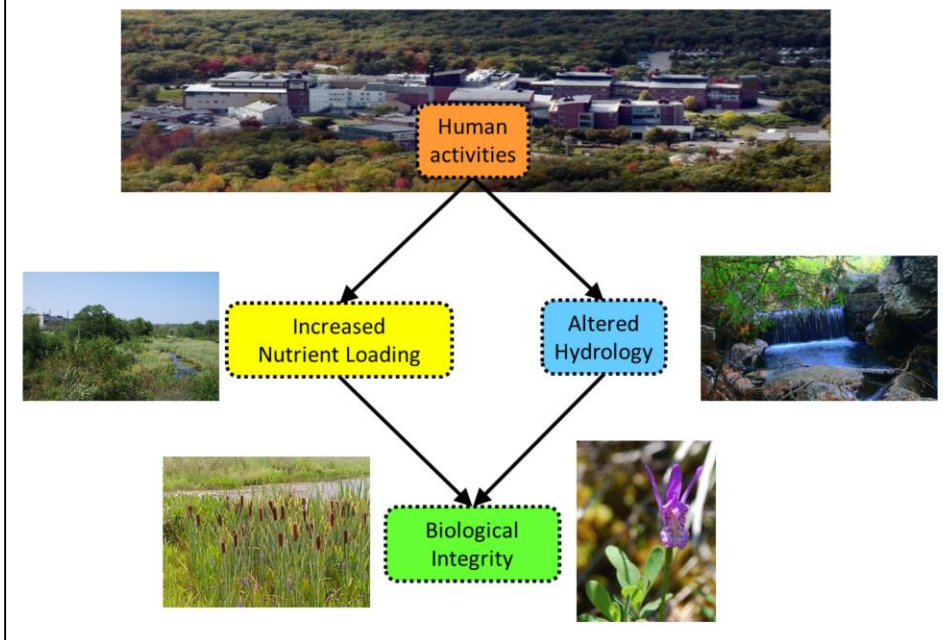 Human
activities
Increased
Nutrient Loading
Altered
Hydrology
Biological
Integrity